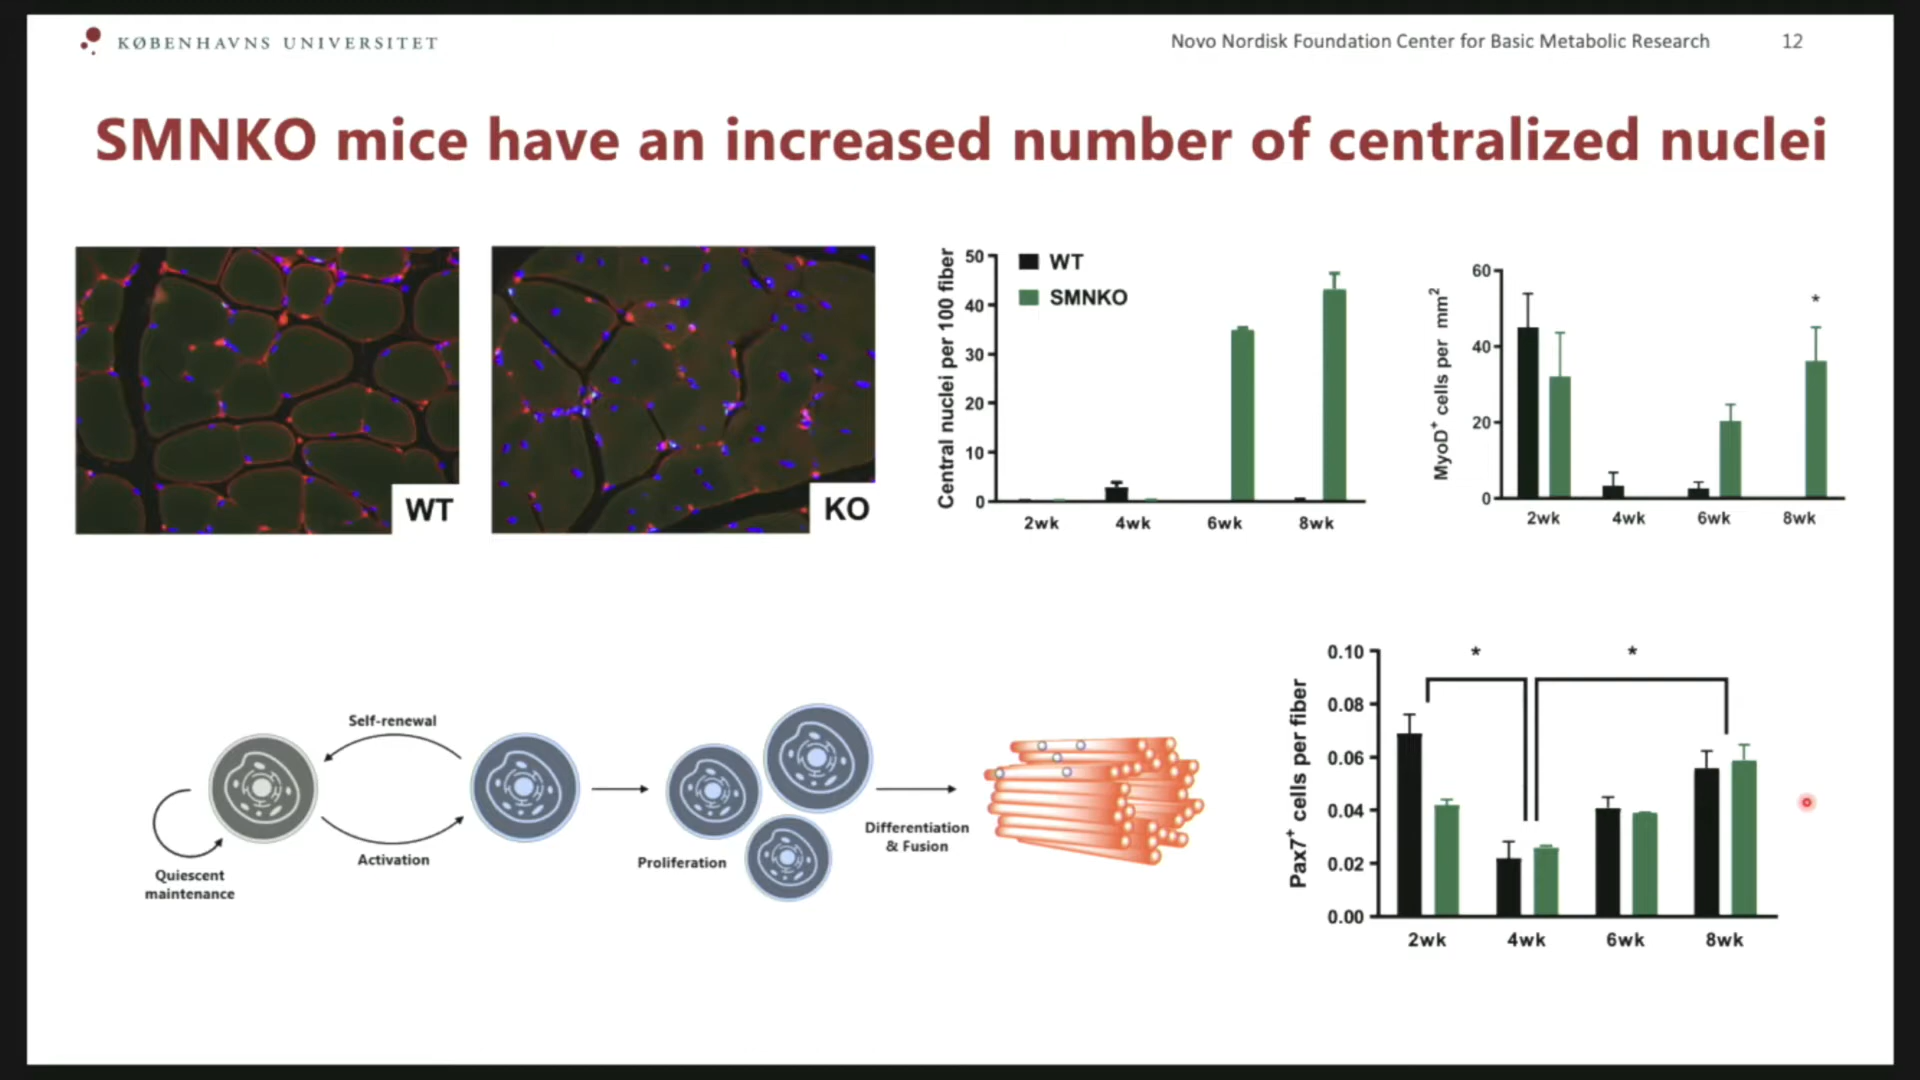 KØBENHAVNS UNIVERSITET
Novo Nordisk Foundation Center for Basic Metabolic Research
12
SMNKO mice have an increased number of centralized nuclei
WT
KO
Central nuclei per 100 fiber
50
40
30
20
10
0
WT
SMNKO
2wk 4wk 6wk 8wk
MyoD⁺ cells per mm²
60
40
20
0
*
2wk 4wk 6wk 8wk
Self-renewal
Activation
Quiescent
maintenance
Proliferation
Differentiation
& Fusion
Pax7⁺ cells per fiber
0.10
0.08
0.06
0.04
0.02
0.00
* *
2wk 4wk 6wk 8wk